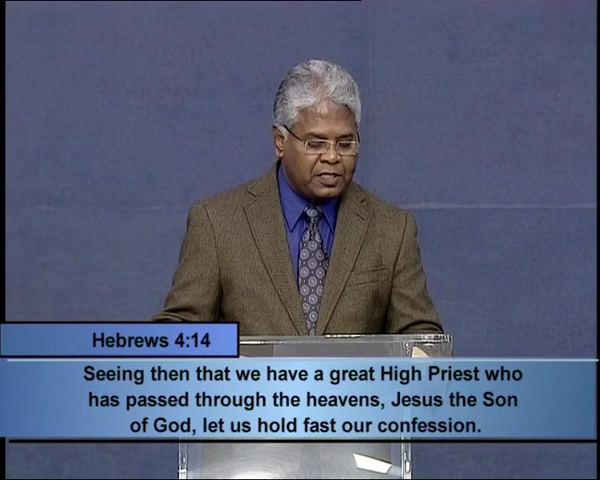 Hebrews 4:14
Seeing then that we have a great High Priest who
has passed through the heavens, Jesus the Son
of God, let us hold fast our confession.